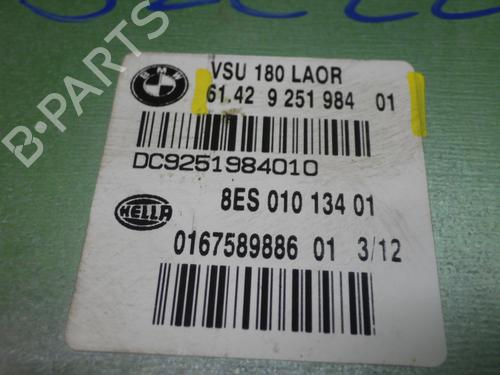 BMW
VSU 180 LAOR
61.42 9 251 984 01
DC9251984010
HELLA
8ES 010 134 01
0167589886 01 3/12
B-PARTS